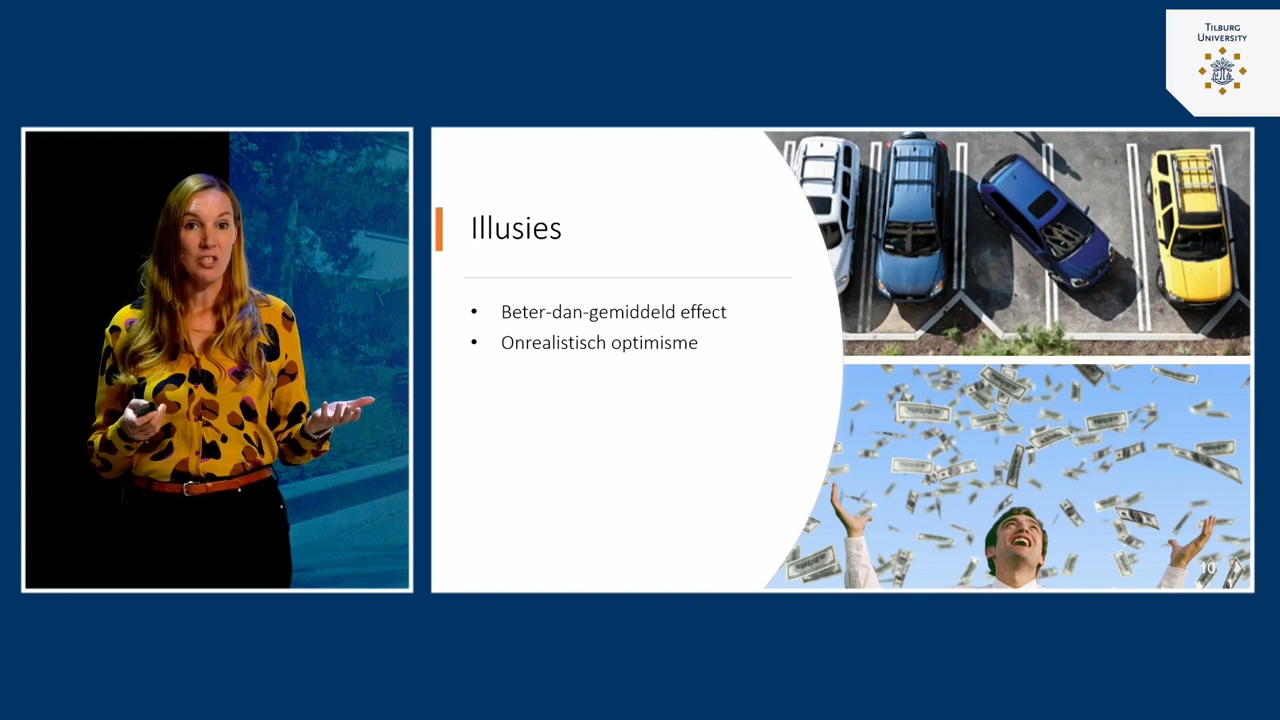 TILBURG
UNIVERSITY
Illusies
• Beter-dan-gemiddeld effect
• Onrealistisch optimisme
10